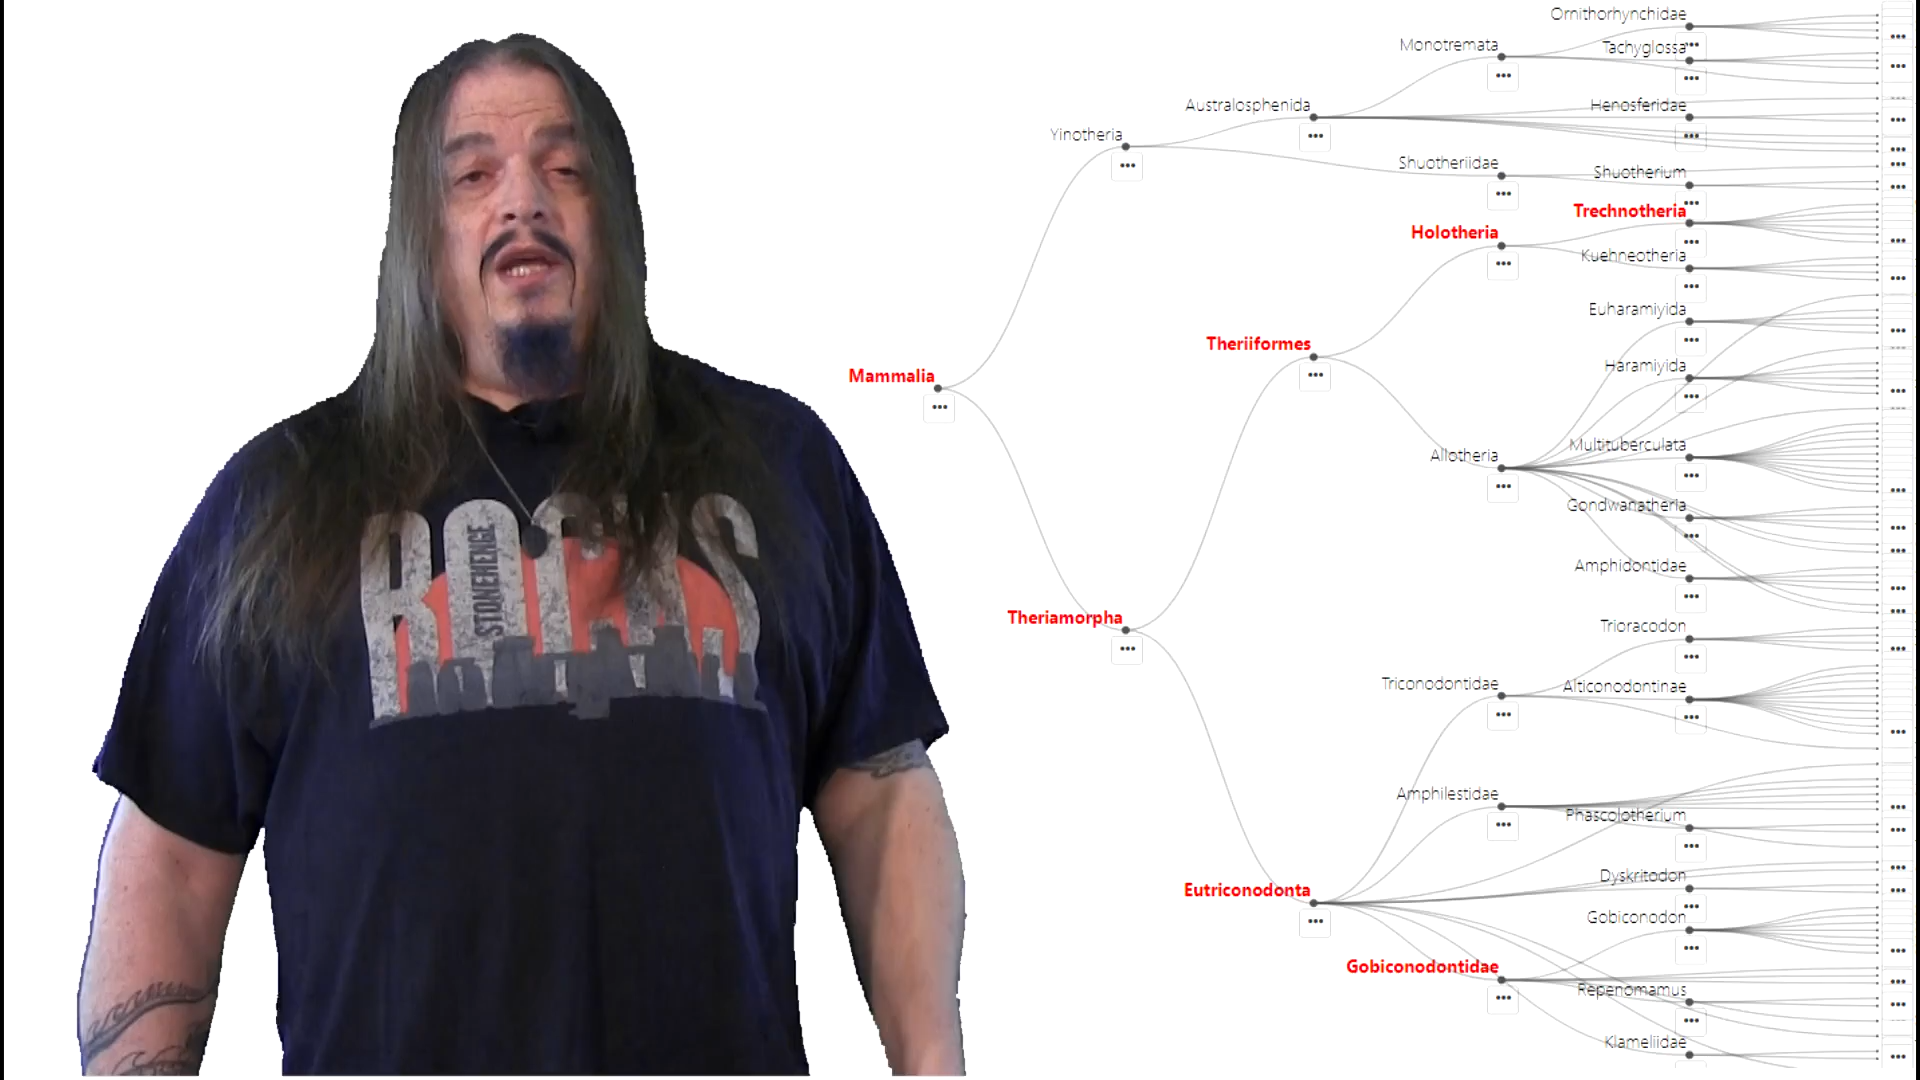 ROCKS
STONEHENGE
Ornithorhynchidae
Monotremata
Tachyglossa
Australosphenida
Henosferidae
Yinotheria
Shuotheriidae
Shuotherium
Trechnotheria
Holotheria
Kuehneotheria
Euharamiyida
Theriiformes
Haramiyida
Mammalia
Multituberculata
Allotheria
Gondwanatheria
Amphidontidae
Theriamorpha
Trioracodon
Triconodontidae
Alticonodontinae
Amphilestidae
Phascolotherium
Dyskritodon
Eutriconodonta
Gobiconodon
Gobiconodontidae
Repenomamus
Klameliidae